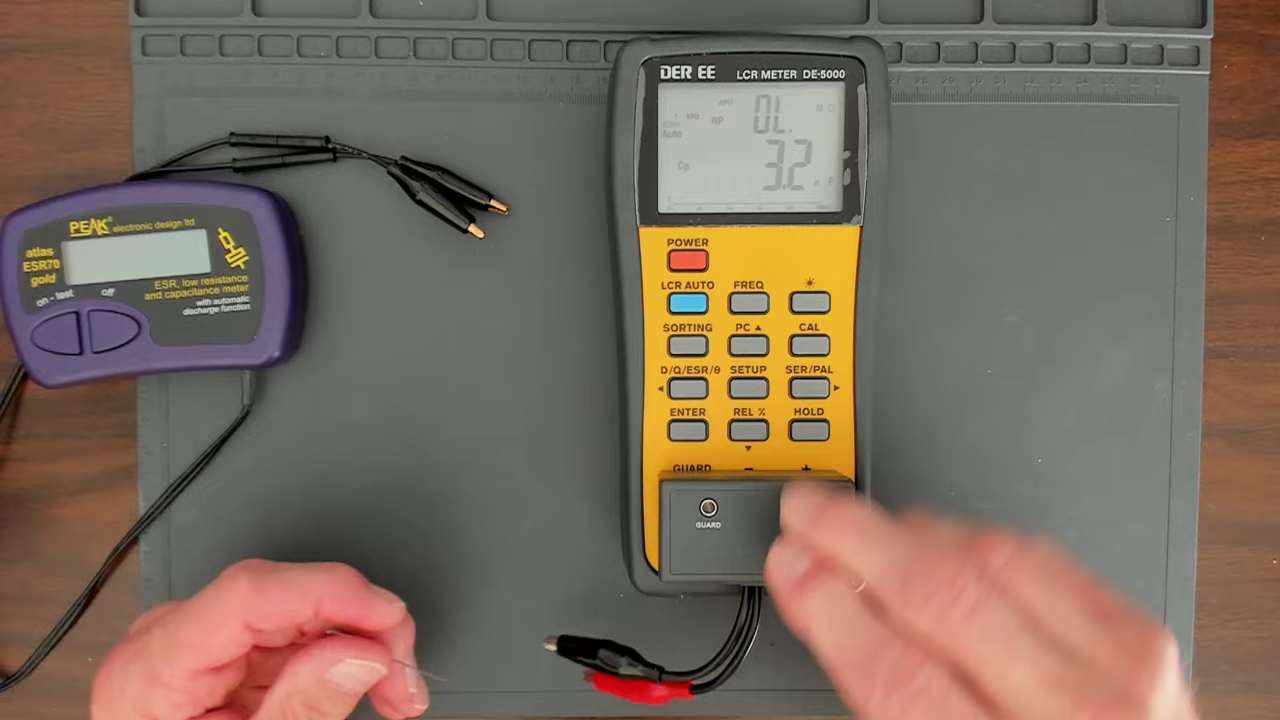 PEAK® electronic design ltd
atlas
ESR70
gold
ESR, low resistance
and capacitance meter
with automatic
discharge function
on - test off
DER EE LCR METER DE-5000
APO
OL.
kHz RP
Auto
Cp
POWER
LCR AUTO FREQ
SORTING PC ▲ CAL
D/Q/ESR/θ SETUP SER/PAL
ENTER REL % HOLD
GUARD - +
GUARD